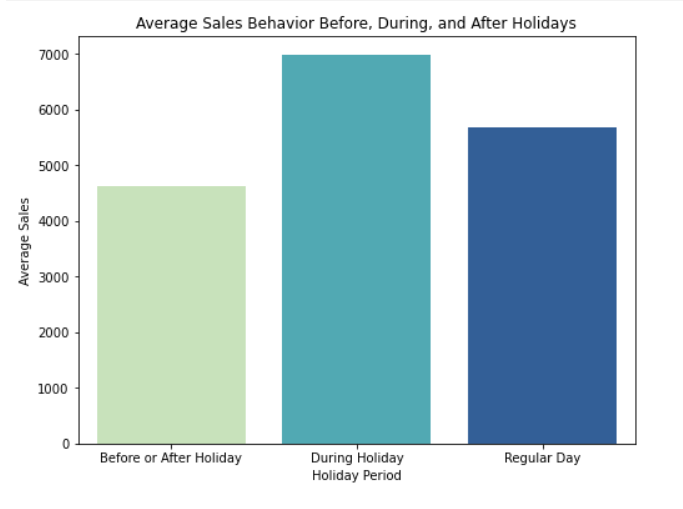 Average Sales Behavior Before, During, and After Holidays
7000
6000
5000
4000
3000
2000
1000
0
Average Sales
Before or After Holiday
During Holiday
Regular Day
Holiday Period